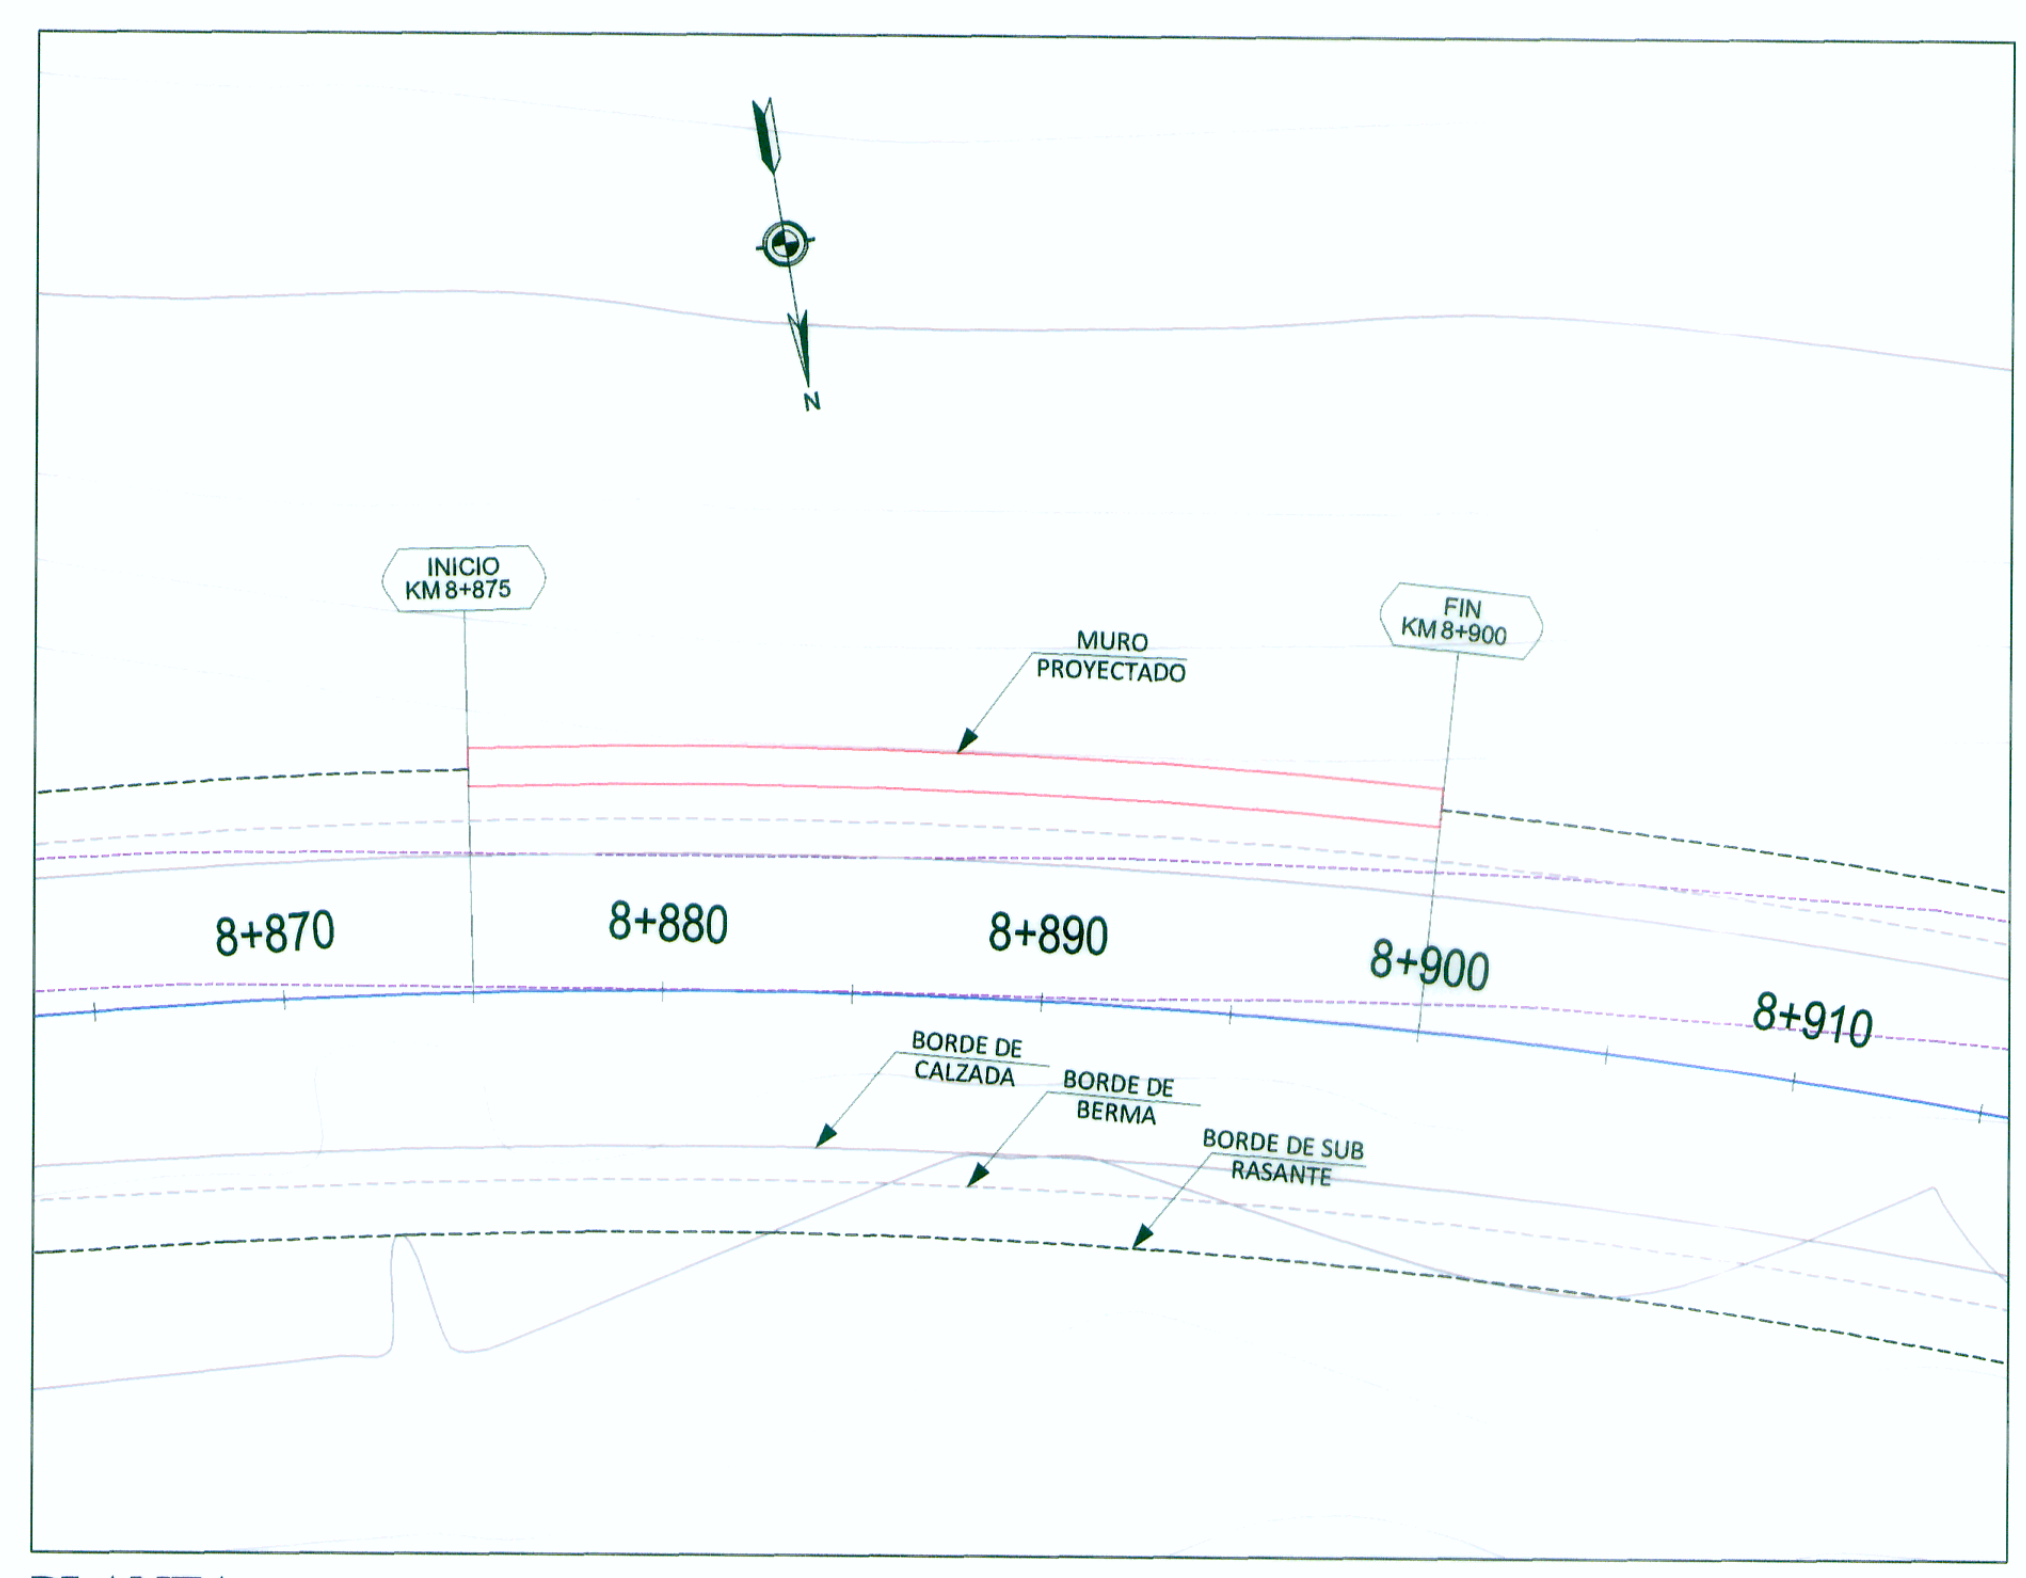 N
INICIO
KM 8+875
FIN
KM 8+900
MURO
PROYECTADO
8+870
8+880
8+890
8+900
8+910
BORDE DE
CALZADA
BORDE DE
BERMA
BORDE DE SUB
RASANTE